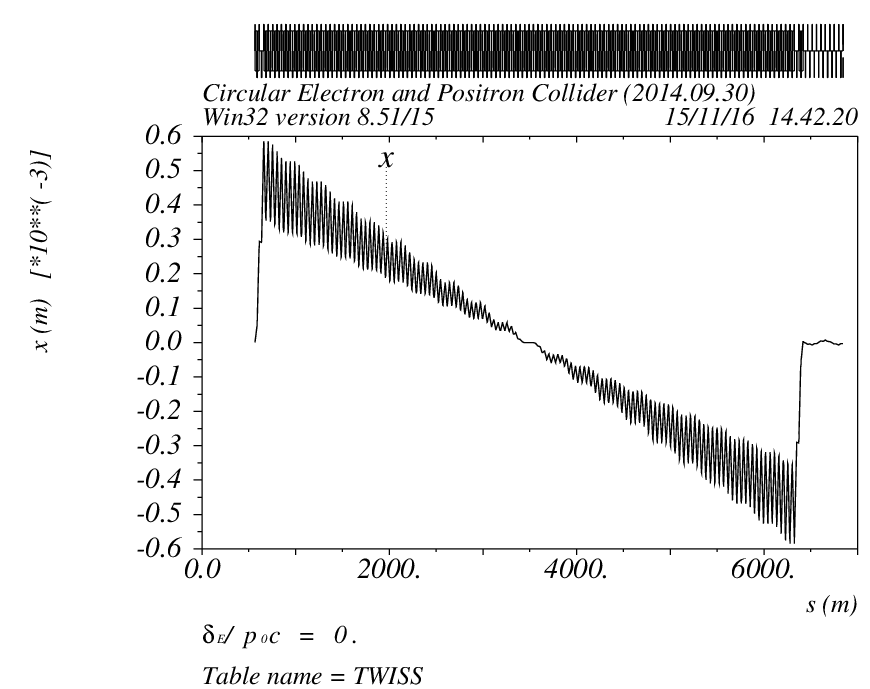 Circular Electron and Positron Collider (2014.09.30)
Win32 version 8.51/15 15/11/16 14.42.20
x (m) [*10**( -3)]
0.6
0.5
0.4
0.3
0.2
0.1
0.0
-0.1
-0.2
-0.3
-0.4
-0.5
-0.6
x
0.0 2000. 4000. 6000.
s (m)
δE/ p0c = 0.
Table name = TWISS